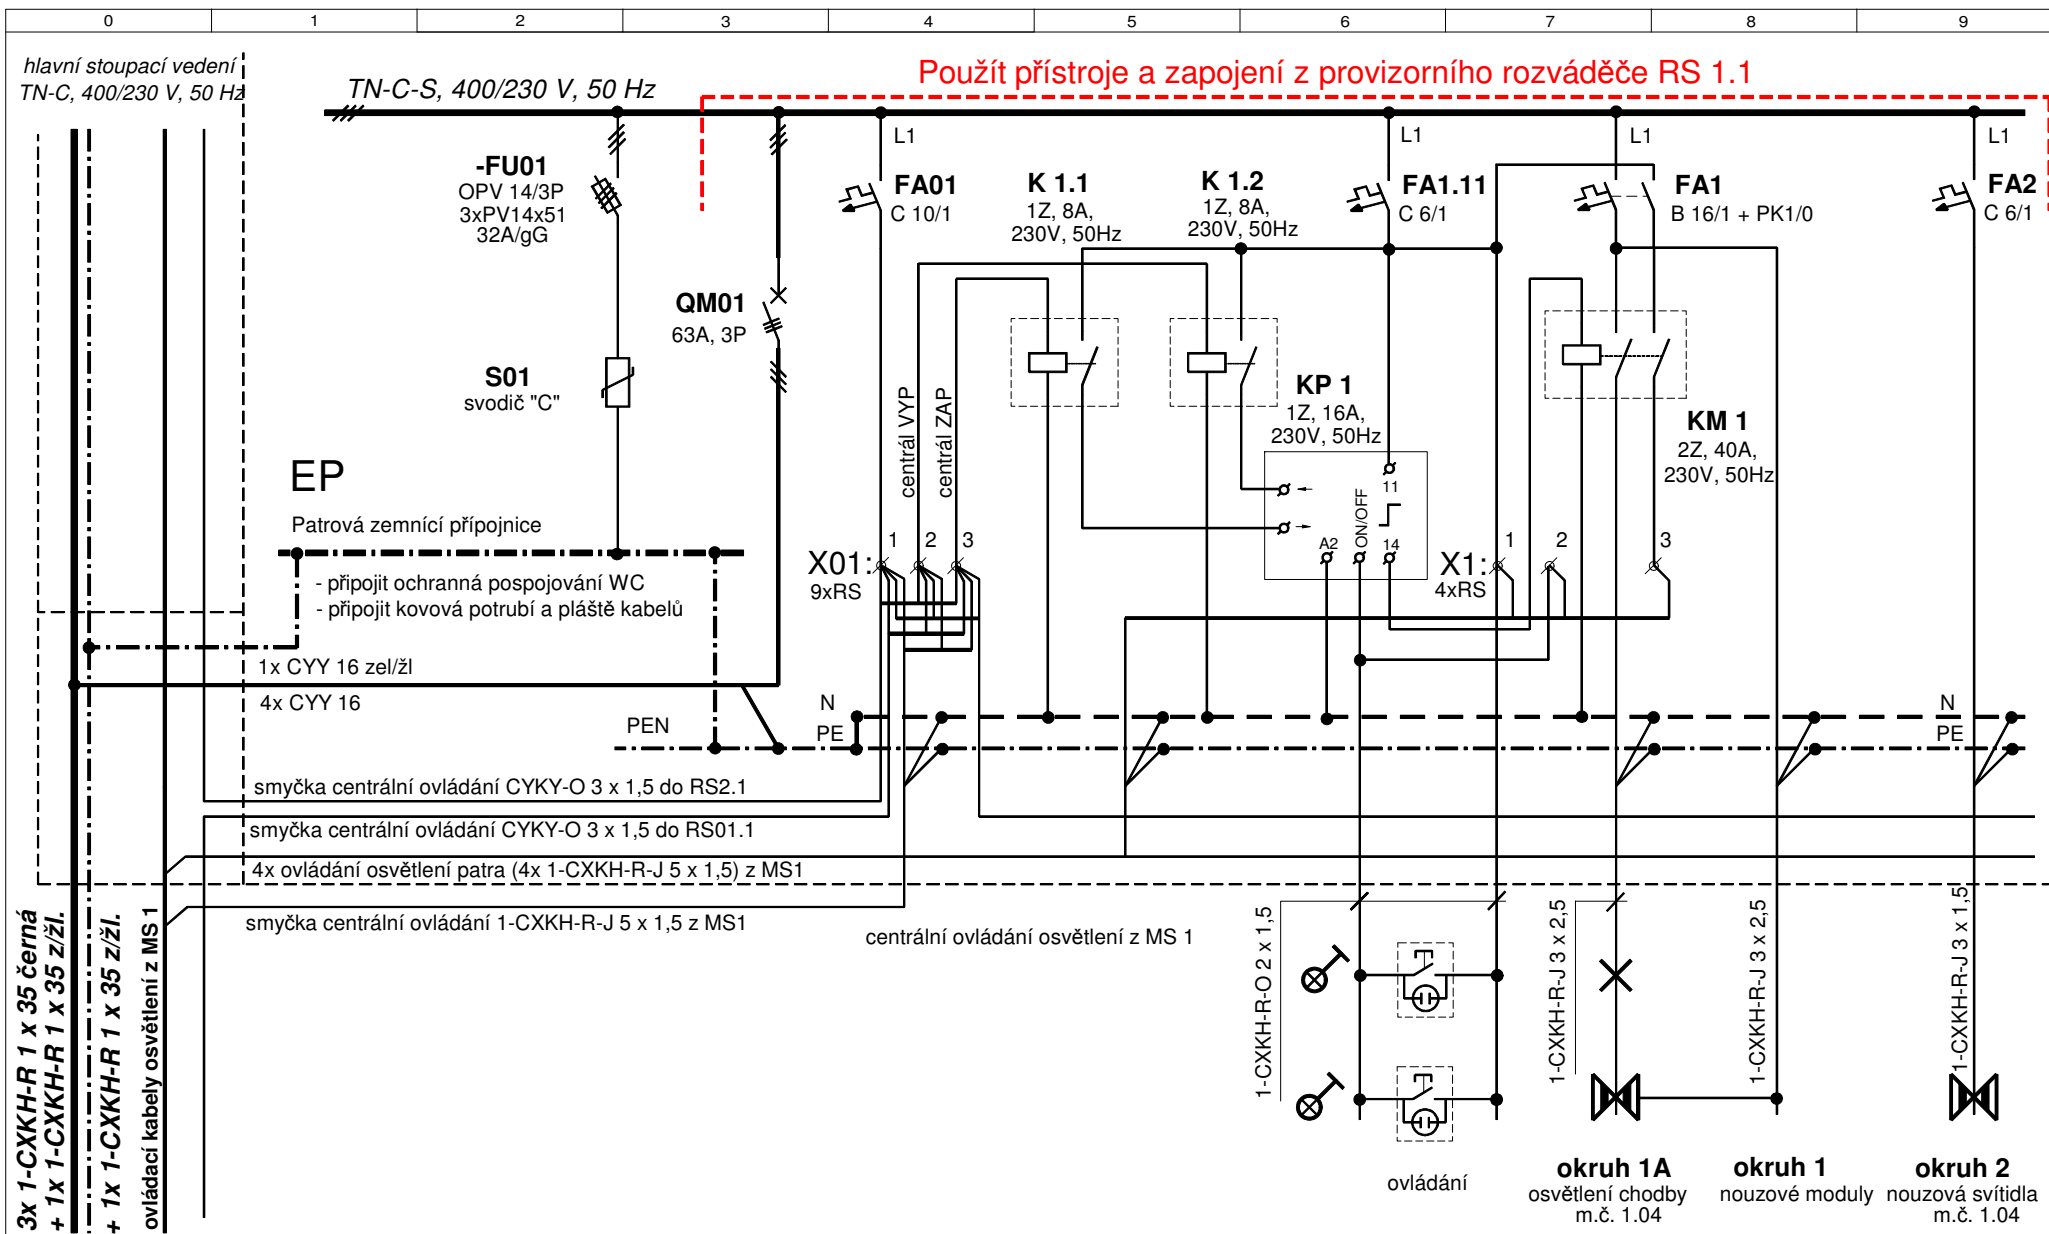 0 1 2 3 4 5 6 7 8 9
hlavní stoupací vedení
TN-C, 400/230 V, 50 Hz
TN-C-S, 400/230 V, 50 Hz
Použít přístroje a zapojení z provizorního rozváděče RS 1.1
L1
L1
L1
L1
-FU01
OPV 14/3P
3xPV14x51
32A/gG
FA01
C 10/1
K 1.1
1Z, 8A,
230V, 50Hz
K 1.2
1Z, 8A,
230V, 50Hz
FA1.11
C 6/1
FA1
B 16/1 + PK1/0
FA2
C 6/1
QM01
63A, 3P
S01
svodič "C"
KP 1
1Z, 16A,
230V, 50Hz
KM 1
2Z, 40A,
230V, 50Hz
centrál VYP
centrál ZAP
EP
Patrová zemnící přípojnice
- připojit ochranná pospojování WC
- připojit kovová potrubí a pláště kabelů
X01:
9xRS
1 2 3
11
ON/OFF
A2
14
X1:
4xRS
1 2 3
1x CYY 16 zel/žl
4x CYY 16
PEN
N
PE
N
PE
smyčka centrální ovládání CYKY-O 3 x 1,5 do RS2.1
smyčka centrální ovládání CYKY-O 3 x 1,5 do RS01.1
4x ovládání osvětlení patra (4x 1-CXKH-R-J 5 x 1,5) z MS1
smyčka centrální ovládání 1-CXKH-R-J 5 x 1,5 z MS1
centrální ovládání osvětlení z MS 1
3x 1-CXKH-R 1 x 35 černá
+ 1x 1-CXKH-R 1 x 35 z/žl.
+ 1x 1-CXKH-R 1 x 35 z/žl.
ovládací kabely osvětlení z MS 1
1-CXKH-R-O 2 x 1,5
1-CXKH-R-J 3 x 2,5
1-CXKH-R-J 3 x 2,5
1-CXKH-R-J 3 x 1,5
ovládání
okruh 1A
osvětlení chodby
m.č. 1.04
okruh 1
nouzové moduly
okruh 2
nouzová svítidla
m.č. 1.04